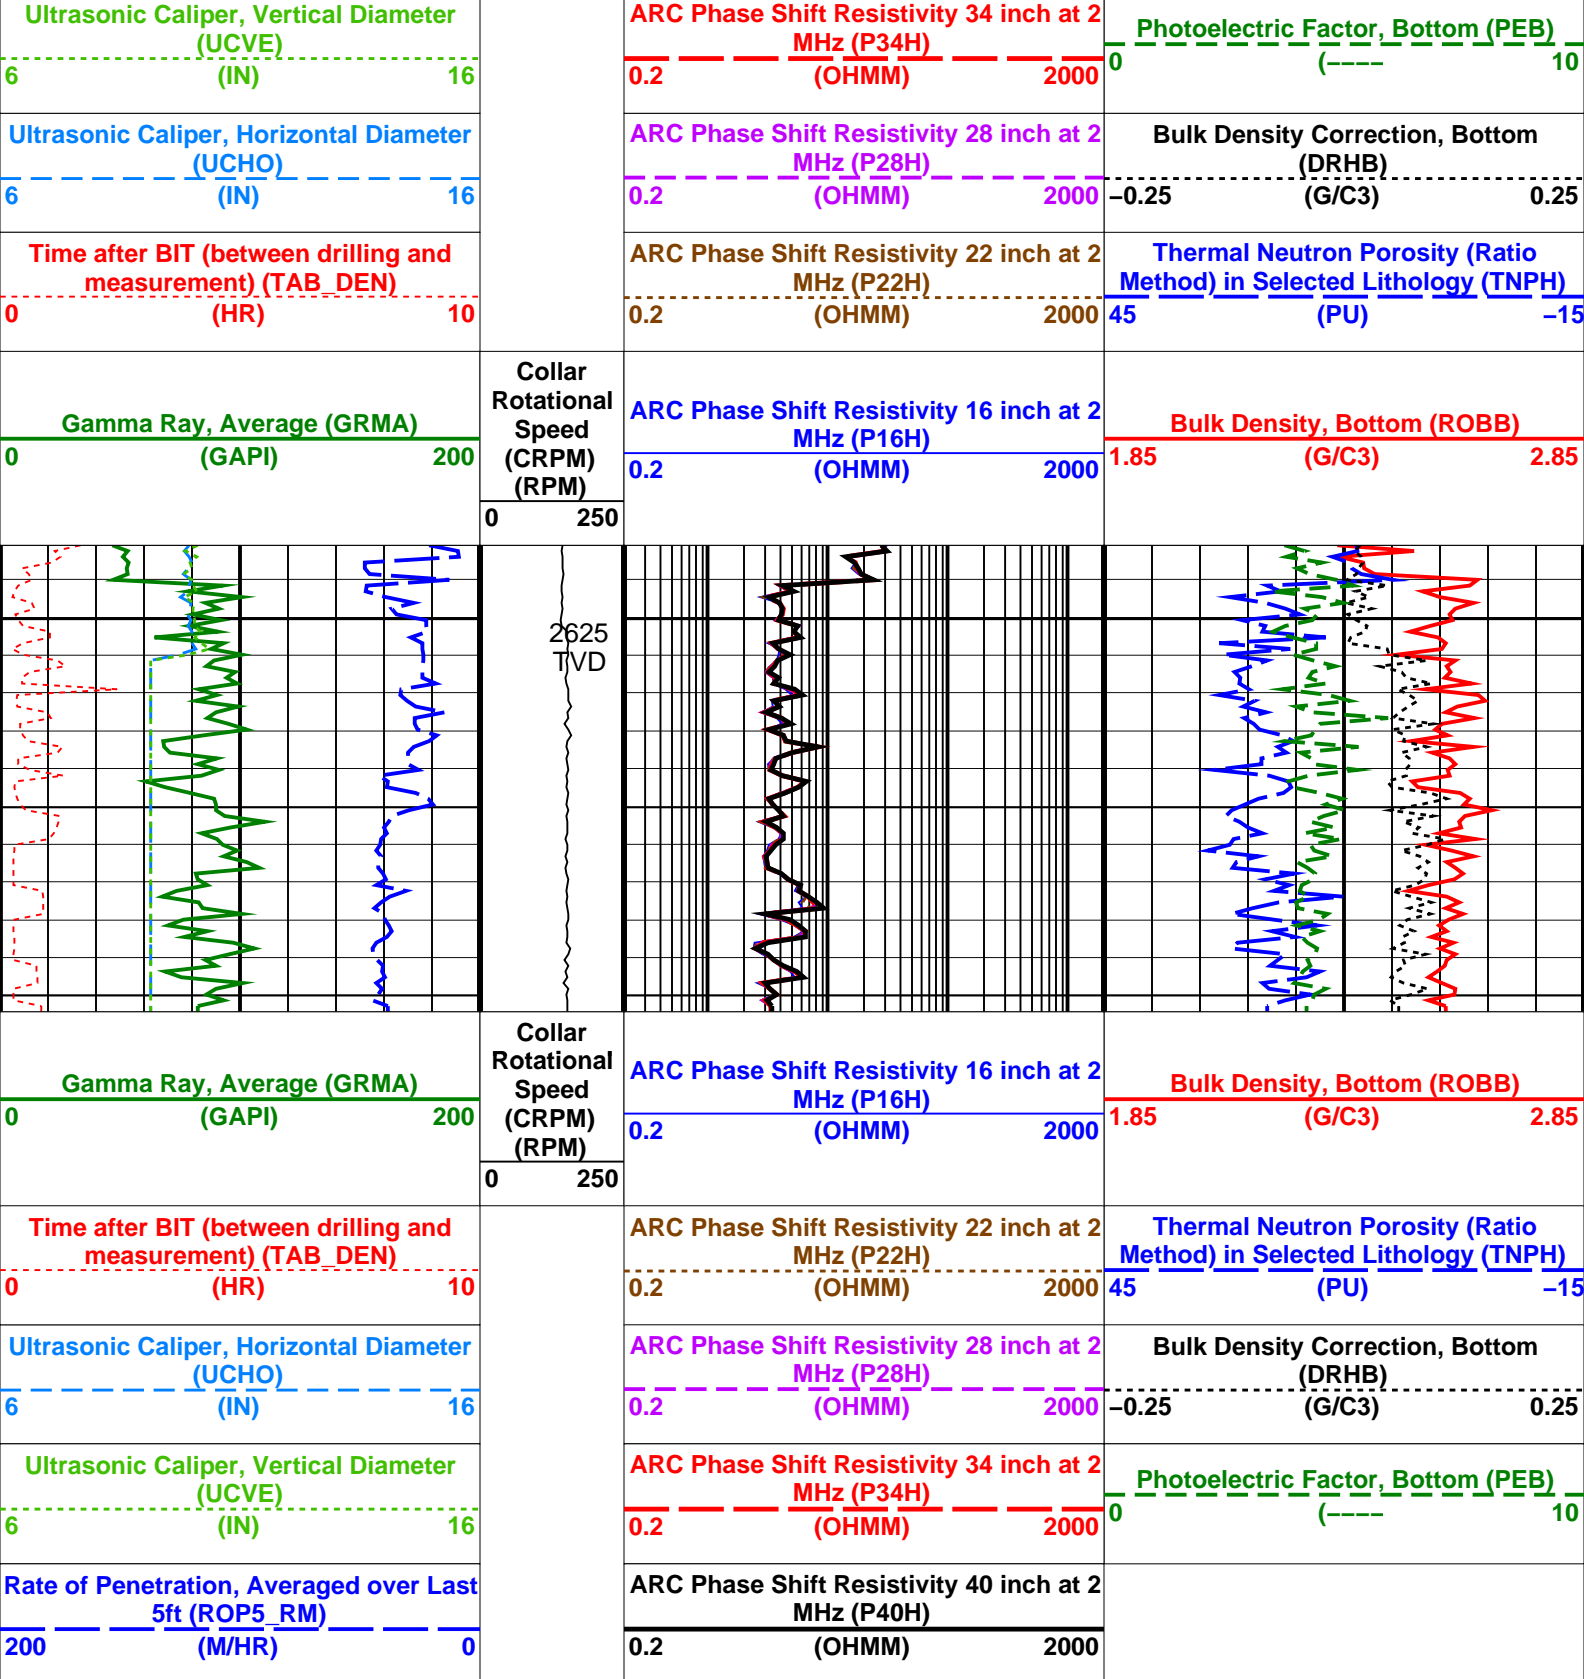 Ultrasonic Caliper, Vertical Diameter
(UCVE)
6 (IN) 16
ARC Phase Shift Resistivity 34 inch at 2
MHz (P34H)
0.2 (OHMM) 2000
Photoelectric Factor, Bottom (PEB)
0 (---- 10
Ultrasonic Caliper, Horizontal Diameter
(UCHO)
6 (IN) 16
ARC Phase Shift Resistivity 28 inch at 2
MHz (P28H)
0.2 (OHMM) 2000
Bulk Density Correction, Bottom
(DRHB)
−0.25 (G/C3) 0.25
Time after BIT (between drilling and
measurement) (TAB_DEN)
0 (HR) 10
ARC Phase Shift Resistivity 22 inch at 2
MHz (P22H)
0.2 (OHMM) 2000
Thermal Neutron Porosity (Ratio
Method) in Selected Lithology (TNPH)
45 (PU) −15
Gamma Ray, Average (GRMA)
0 (GAPI) 200
Collar
Rotational
Speed
(CRPM)
(RPM)
0 250
ARC Phase Shift Resistivity 16 inch at 2
MHz (P16H)
0.2 (OHMM) 2000
Bulk Density, Bottom (ROBB)
1.85 (G/C3) 2.85
2625
TVD
Gamma Ray, Average (GRMA)
0 (GAPI) 200
Collar
Rotational
Speed
(CRPM)
(RPM)
0 250
ARC Phase Shift Resistivity 16 inch at 2
MHz (P16H)
0.2 (OHMM) 2000
Bulk Density, Bottom (ROBB)
1.85 (G/C3) 2.85
Time after BIT (between drilling and
measurement) (TAB_DEN)
0 (HR) 10
ARC Phase Shift Resistivity 22 inch at 2
MHz (P22H)
0.2 (OHMM) 2000
Thermal Neutron Porosity (Ratio
Method) in Selected Lithology (TNPH)
45 (PU) −15
Ultrasonic Caliper, Horizontal Diameter
(UCHO)
6 (IN) 16
ARC Phase Shift Resistivity 28 inch at 2
MHz (P28H)
0.2 (OHMM) 2000
Bulk Density Correction, Bottom
(DRHB)
−0.25 (G/C3) 0.25
Ultrasonic Caliper, Vertical Diameter
(UCVE)
6 (IN) 16
ARC Phase Shift Resistivity 34 inch at 2
MHz (P34H)
0.2 (OHMM) 2000
Photoelectric Factor, Bottom (PEB)
0 (---- 10
Rate of Penetration, Averaged over Last
5ft (ROP5_RM)
200 (M/HR) 0
ARC Phase Shift Resistivity 40 inch at 2
MHz (P40H)
0.2 (OHMM) 2000